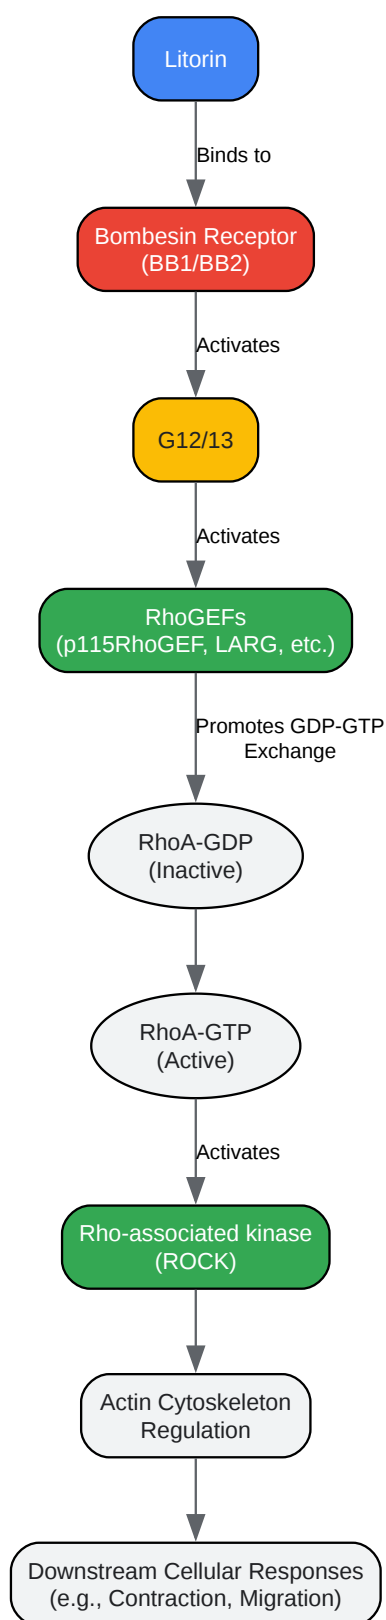 Litorin
Binds to
Bombesin Receptor
(BB1/BB2)
Activates
G12/13
Activates
RhoGEFs
(p115RhoGEF, LARG, etc.)
Promotes GDP-GTP
Exchange
RhoA-GDP
(Inactive)
RhoA-GTP
(Active)
Activates
Rho-associated kinase
(ROCK)
Actin Cytoskeleton
Regulation
Downstream Cellular Responses
(e.g., Contraction, Migration)